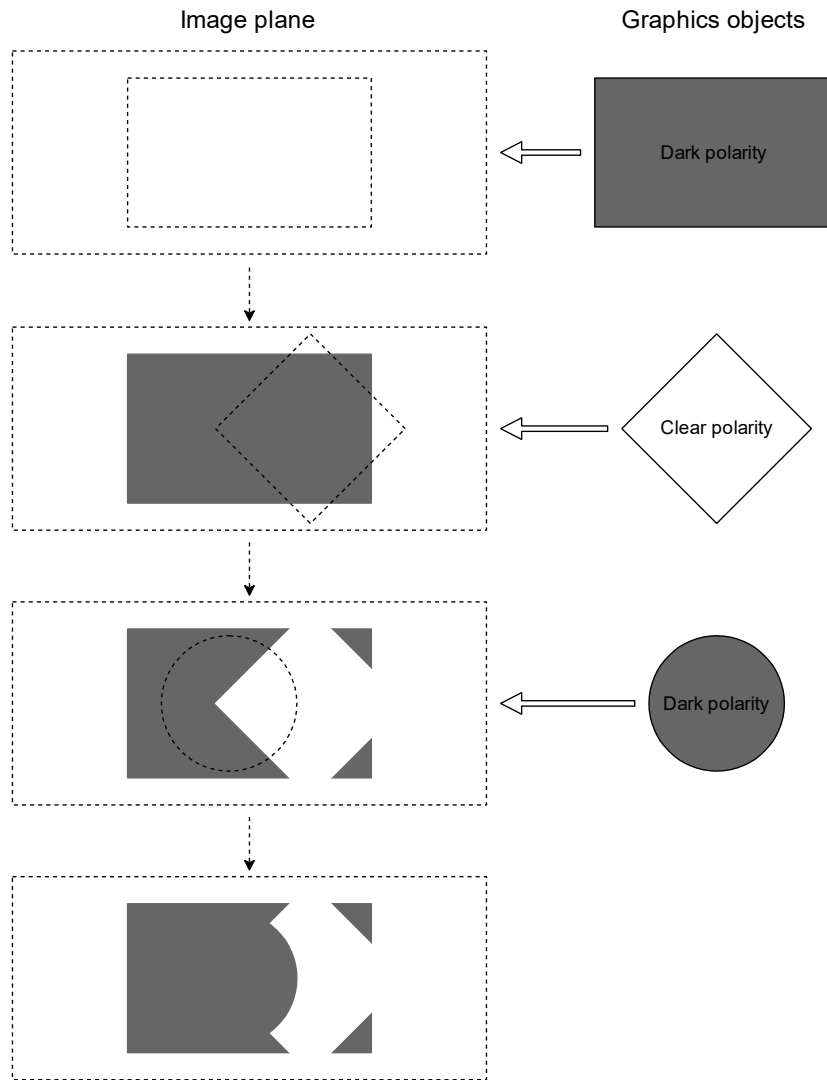 Image plane
Graphics objects
Dark polarity
Clear polarity
Dark polarity